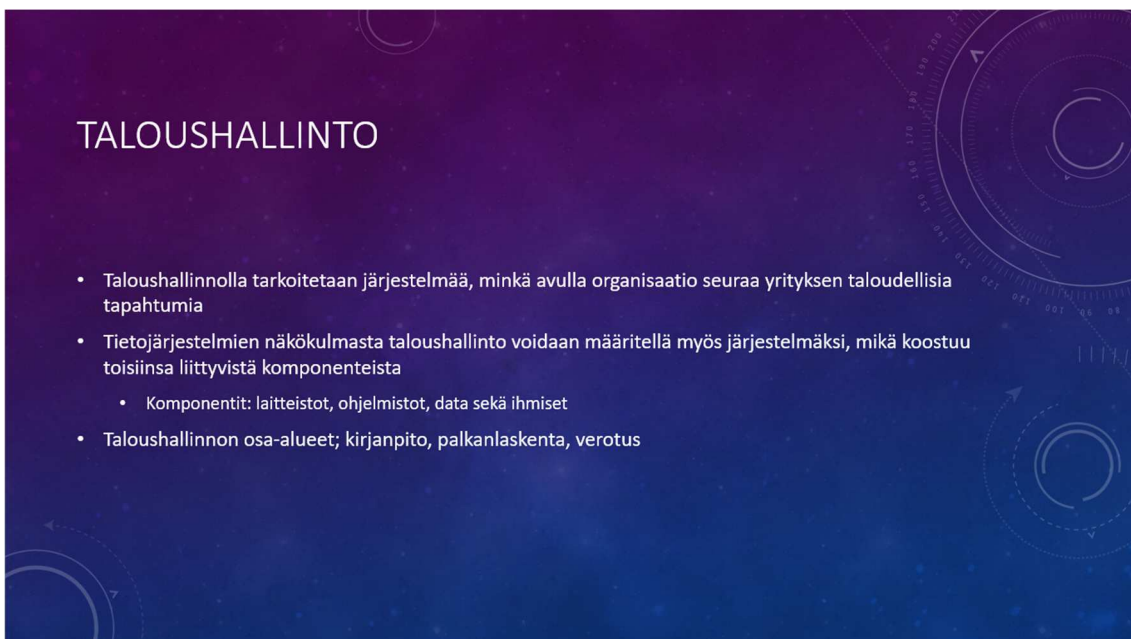 TALOUSHALLINTO
• Taloushallinnolla tarkoitetaan järjestelmää, minkä avulla organisaatio seuraa yrityksen taloudellisia
tapahtumia
• Tietojärjestelmien näkökulmasta taloushallinto voidaan määritellä myös järjestelmäksi, mikä koostuu
toisiinsa liittyvistä komponenteista
• Komponentit: laitteistot, ohjelmistot, data sekä ihmiset
• Taloushallinnon osa-alueet; kirjanpito, palkanlaskenta, verotus